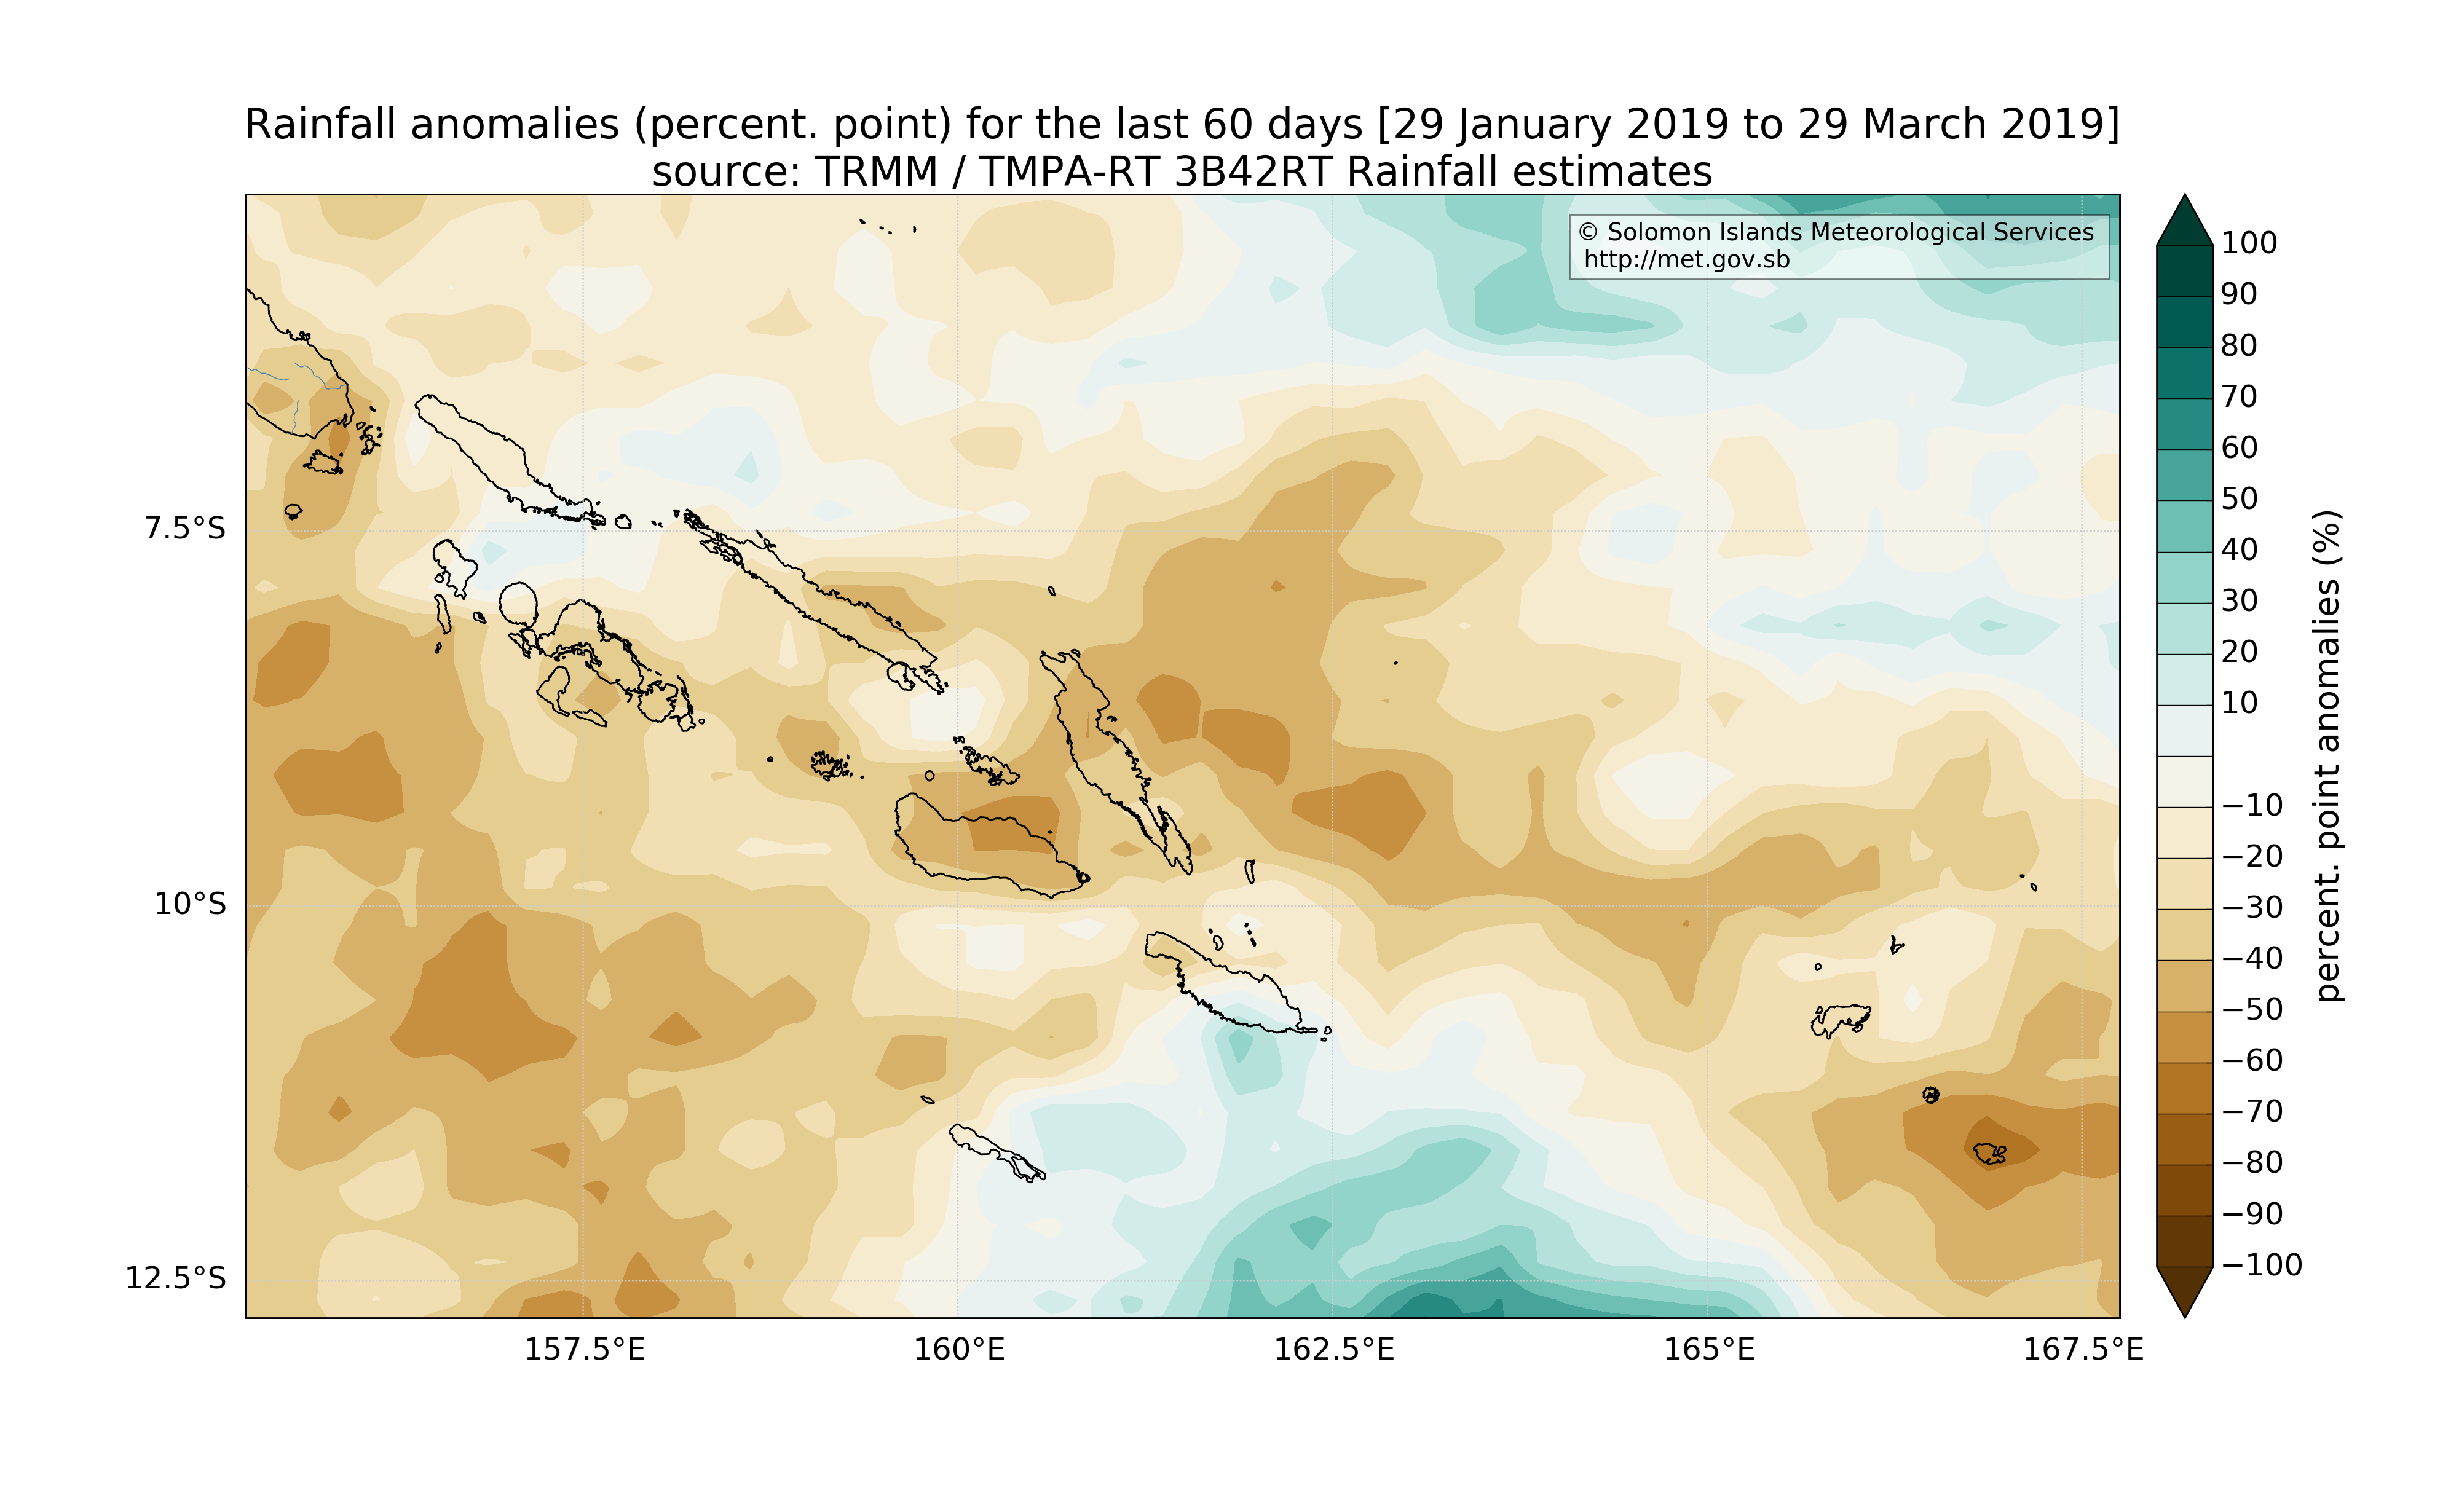 Rainfall anomalies (percent. point) for the last 60 days [29 January 2019 to 29 March 2019]
source: TRMM / TMPA-RT 3B42RT Rainfall estimates
© Solomon Islands Meteorological Services
http://met.gov.sb
7.5°S
10°S
12.5°S
157.5°E
160°E
162.5°E
165°E
167.5°E
100
90
80
70
60
50
40
30
20
10
−10
−20
−30
−40
−50
−60
−70
−80
−90
−100
percent. point anomalies (%)